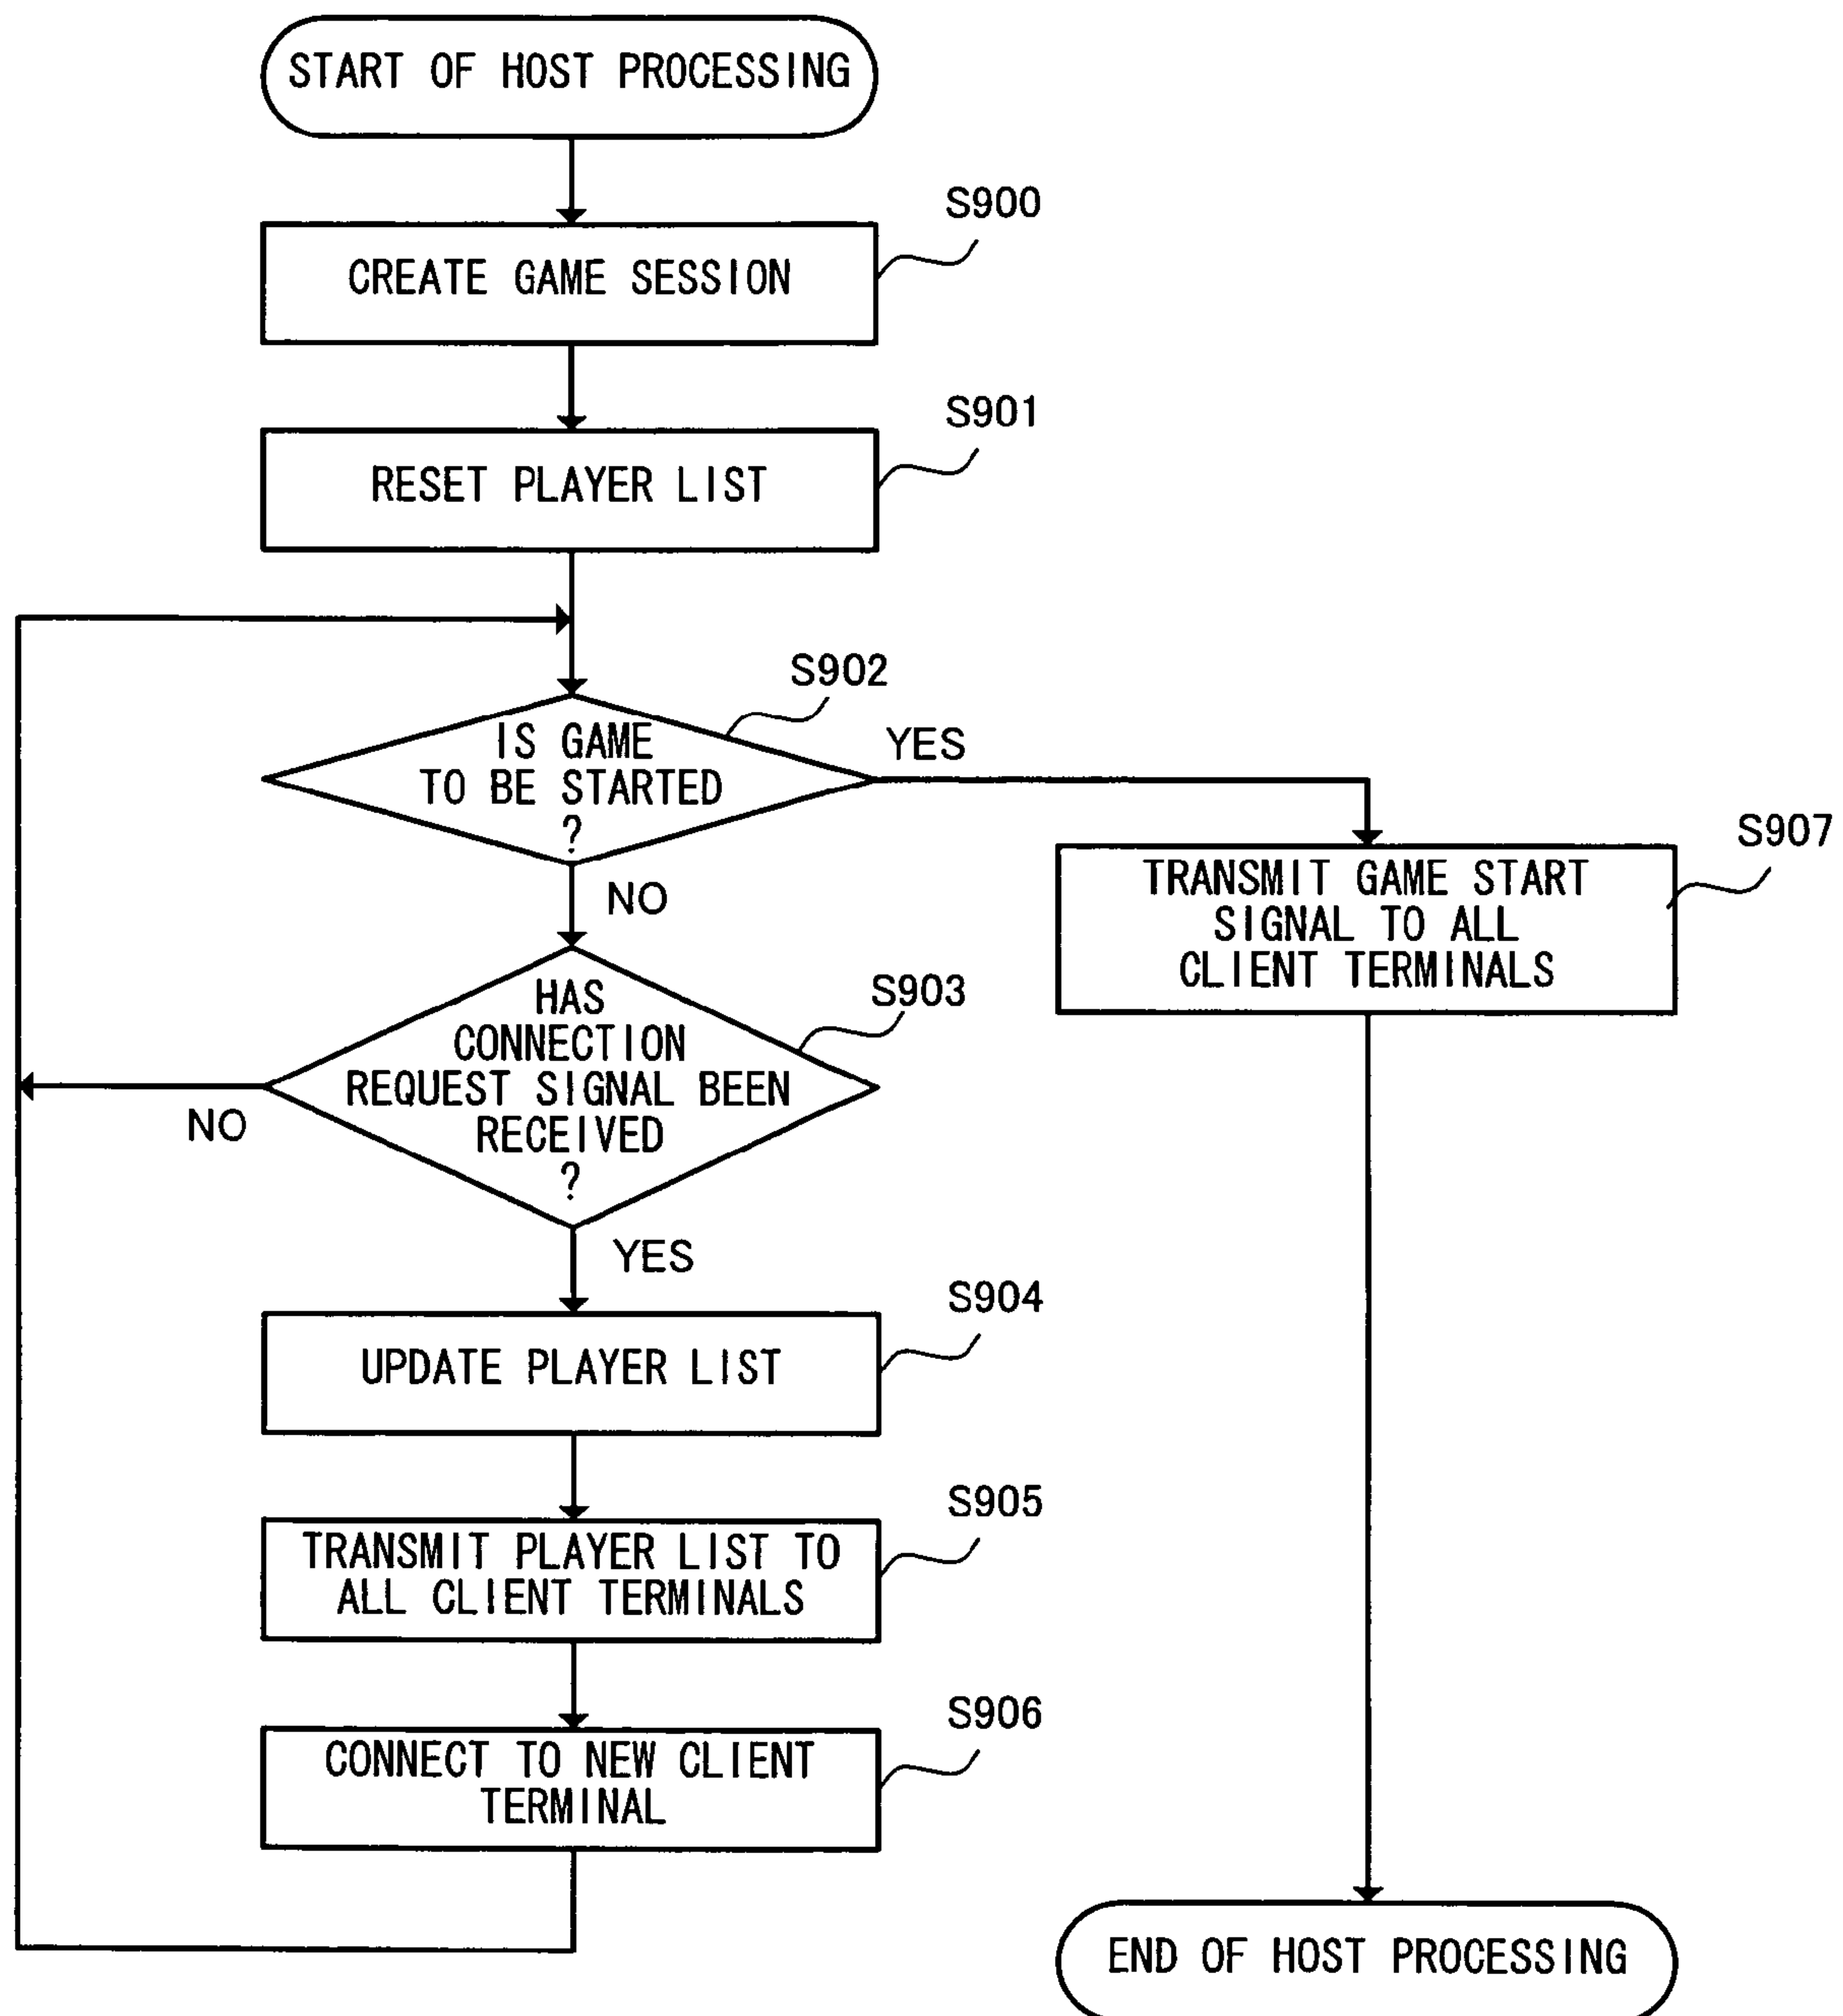 START OF HOST PROCESSING
S900
CREATE GAME SESSION
S901
RESET PLAYER LIST
S902
IS GAME
TO BE STARTED
?
YES
NO
S907
TRANSMIT GAME START
SIGNAL TO ALL
CLIENT TERMINALS
S903
HAS
CONNECTION
REQUEST SIGNAL BEEN
RECEIVED
?
NO
YES
S904
UPDATE PLAYER LIST
S905
TRANSMIT PLAYER LIST TO
ALL CLIENT TERMINALS
S906
CONNECT TO NEW CLIENT
TERMINAL
END OF HOST PROCESSING